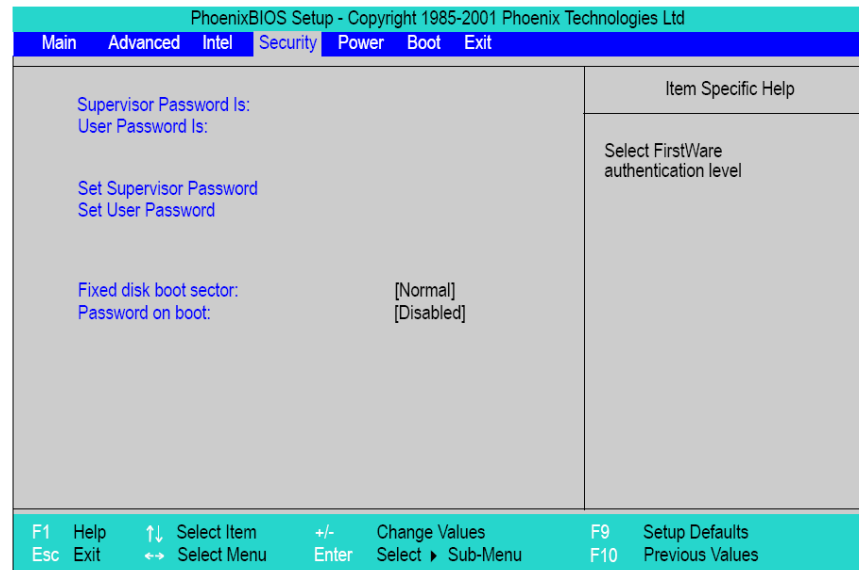 PhoenixBIOS Setup - Copyright 1985-2001 Phoenix Technologies Ltd
Main Advanced Intel Security Power Boot Exit
Item Specific Help
Supervisor Password Is:
User Password Is:
Select FirstWare
authentication level
Set Supervisor Password
Set User Password
Fixed disk boot sector: [Normal]
Password on boot: [Disabled]
F1 Help ↑↓ Select Item +/- Change Values F9 Setup Defaults
Esc Exit ↔ Select Menu Enter Select ▸ Sub-Menu F10 Previous Values